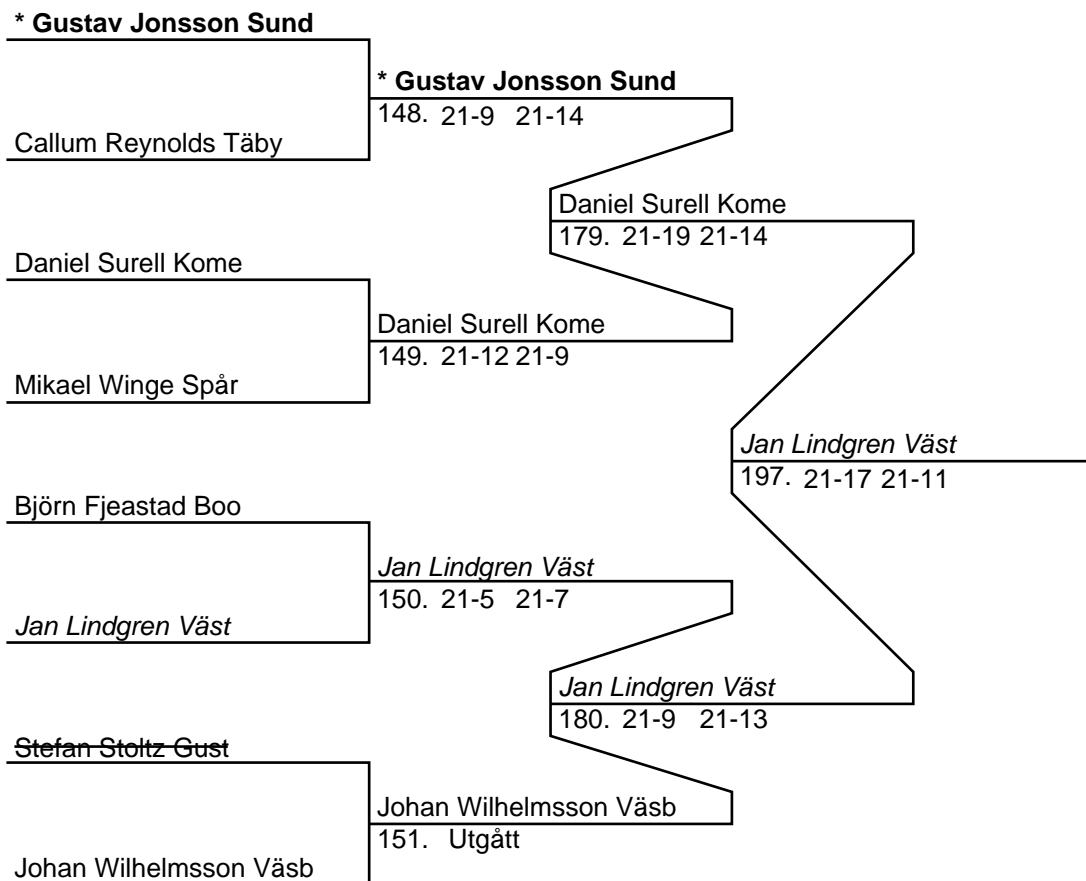 * Gustav Jonsson Sund
* Gustav Jonsson Sund
148. 21-9 21-14
Callum Reynolds Täby
Daniel Surell Kome
179. 21-19 21-14
Daniel Surell Kome
Daniel Surell Kome
149. 21-12 21-9
Mikael Winge Spår
Jan Lindgren Väst
197. 21-17 21-11
Björn Fjeastad Boo
Jan Lindgren Väst
150. 21-5 21-7
Jan Lindgren Väst
Jan Lindgren Väst
180. 21-9 21-13
Stefan Stoltz Gust
Johan Wilhelmsson Väsb
151. Utgått
Johan Wilhelmsson Väsb